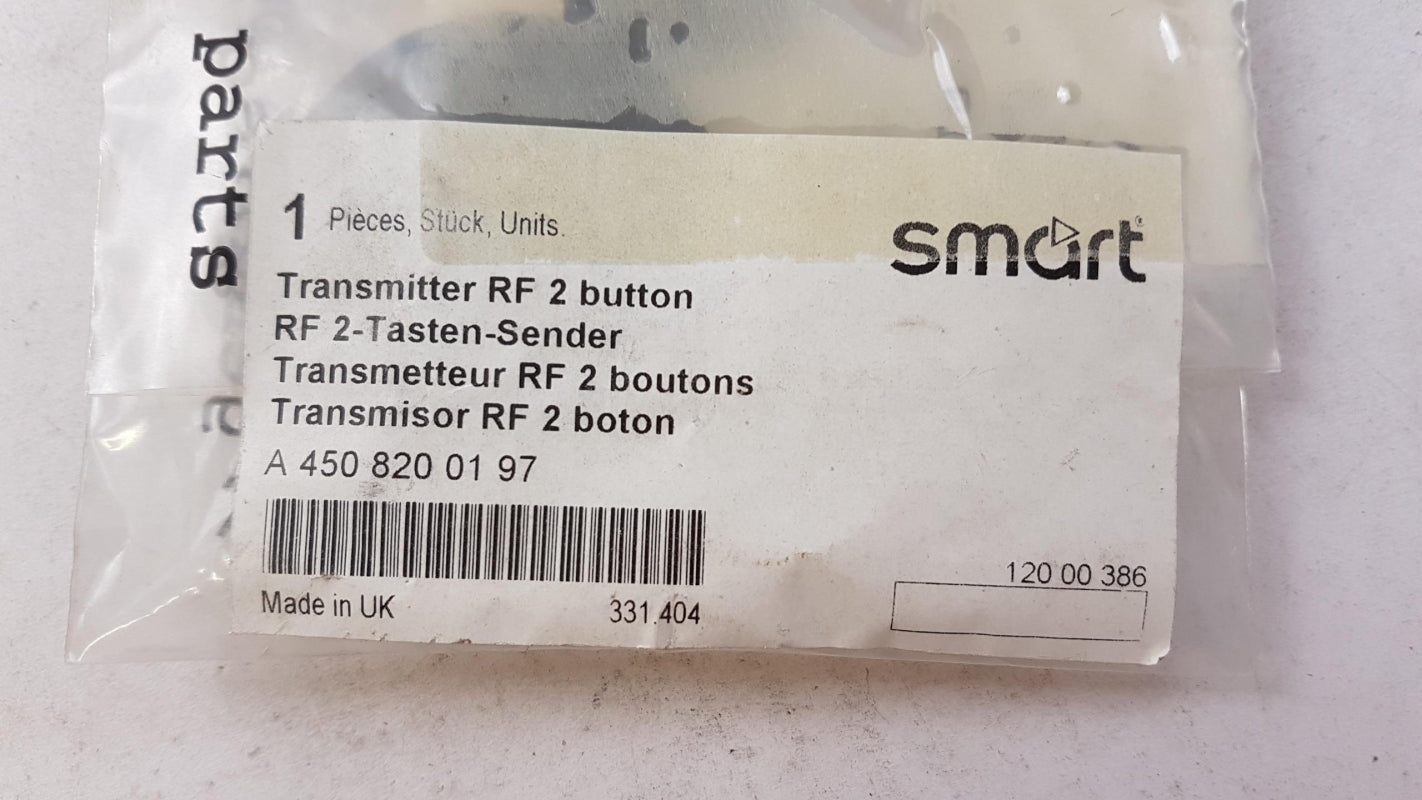 parts
1 Pièces, Stück, Units.
smart®
Transmitter RF 2 button
RF 2-Tasten-Sender
Transmetteur RF 2 boutons
Transmisor RF 2 boton
A 450 820 01 97
Made in UK
331.404
120 00 386